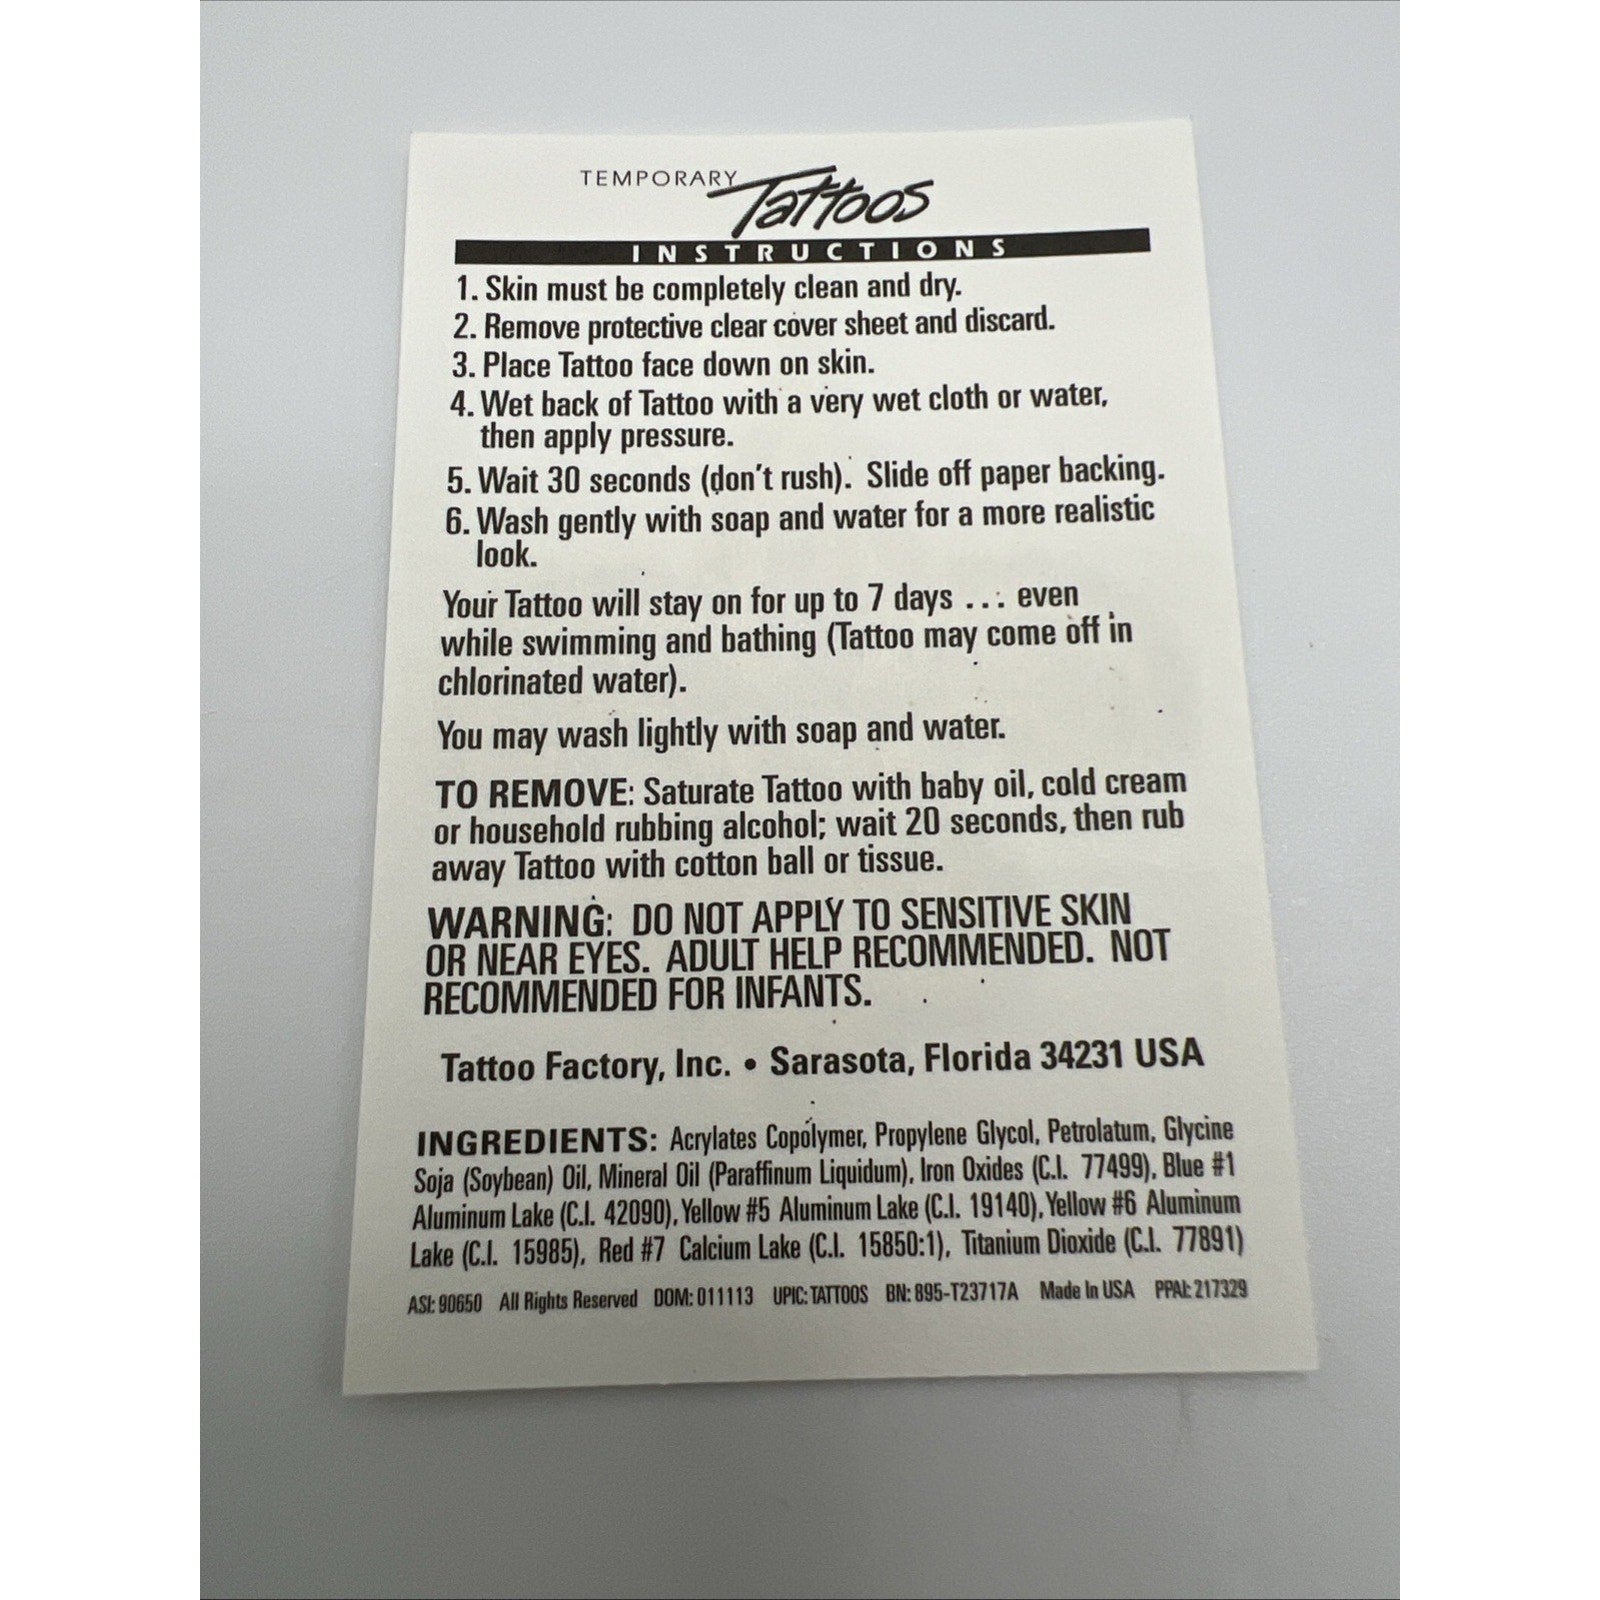 TEMPORARY Tattoos
INSTRUCTIONS
1. Skin must be completely clean and dry.
2. Remove protective clear cover sheet and discard.
3. Place Tattoo face down on skin.
4. Wet back of Tattoo with a very wet cloth or water,
then apply pressure.
5. Wait 30 seconds (don't rush). Slide off paper backing.
6. Wash gently with soap and water for a more realistic
look.
Your Tattoo will stay on for up to 7 days ... even
while swimming and bathing (Tattoo may come off in
chlorinated water).
You may wash lightly with soap and water.
TO REMOVE: Saturate Tattoo with baby oil, cold cream
or household rubbing alcohol; wait 20 seconds, then rub
away Tattoo with cotton ball or tissue.
WARNING: DO NOT APPLY TO SENSITIVE SKIN
OR NEAR EYES. ADULT HELP RECOMMENDED. NOT
RECOMMENDED FOR INFANTS.
Tattoo Factory, Inc. • Sarasota, Florida 34231 USA
INGREDIENTS: Acrylates Copolymer, Propylene Glycol, Petrolatum, Glycine
Soja (Soybean) Oil, Mineral Oil (Paraffinum Liquidum), Iron Oxides (C.I. 77499), Blue #1
Aluminum Lake (C.I. 42090), Yellow #5 Aluminum Lake (C.I. 19140), Yellow #6 Aluminum
Lake (C.I. 15985), Red #7 Calcium Lake (C.I. 15850:1), Titanium Dioxide (C.I. 77891)
ASI: 90650 All Rights Reserved DOM: 011113 UPIC: TATTOOS BN: 895-T23717A Made In USA PPAI: 217329